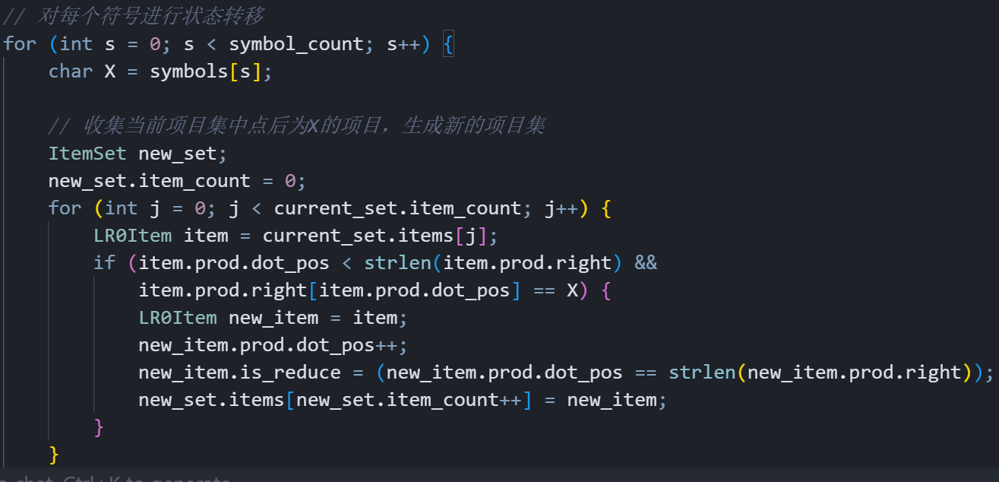 // 对每个符号进行状态转移
for (int s = 0; s < symbol_count; s++) {
    char X = symbols[s];
    // 收集当前项目集中点后为X的项目，生成新的项目集
    ItemSet new_set;
    new_set.item_count = 0;
    for (int j = 0; j < current_set.item_count; j++) {
        LR0Item item = current_set.items[j];
        if (item.prod.dot_pos < strlen(item.prod.right) &&
            item.prod.right[item.prod.dot_pos] == X) {
            LR0Item new_item = item;
            new_item.prod.dot_pos++;
            new_item.is_reduce = (new_item.prod.dot_pos == strlen(new_item.prod.right));
            new_set.items[new_set.item_count++] = new_item;
        }
    }
chat, Ctrl+K to generate